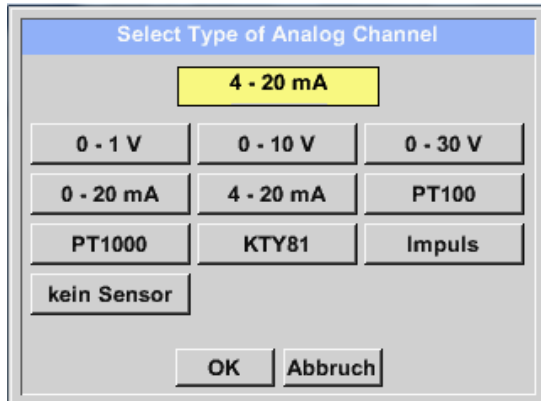 Select Type of Analog Channel
4 - 20 mA
0 - 1 V
0 - 10 V
0 - 30 V
0 - 20 mA
4 - 20 mA
PT100
PT1000
KTY81
Impuls
kein Sensor
OK
Abbruch